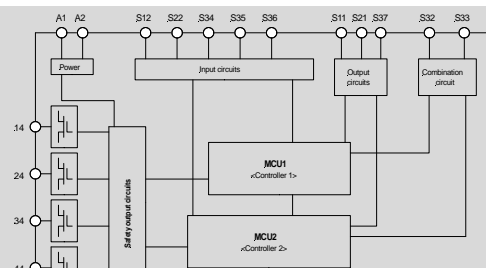 A1 A2 S12 S22 S34 S35 S36 S11 S21 S37 S32 S33
Power
Input circuits
Output
circuits
Combination
circuit
14
24
34
44
Safety output circuits
MCU1
<Controller 1>
MCU2
<Controller 2>